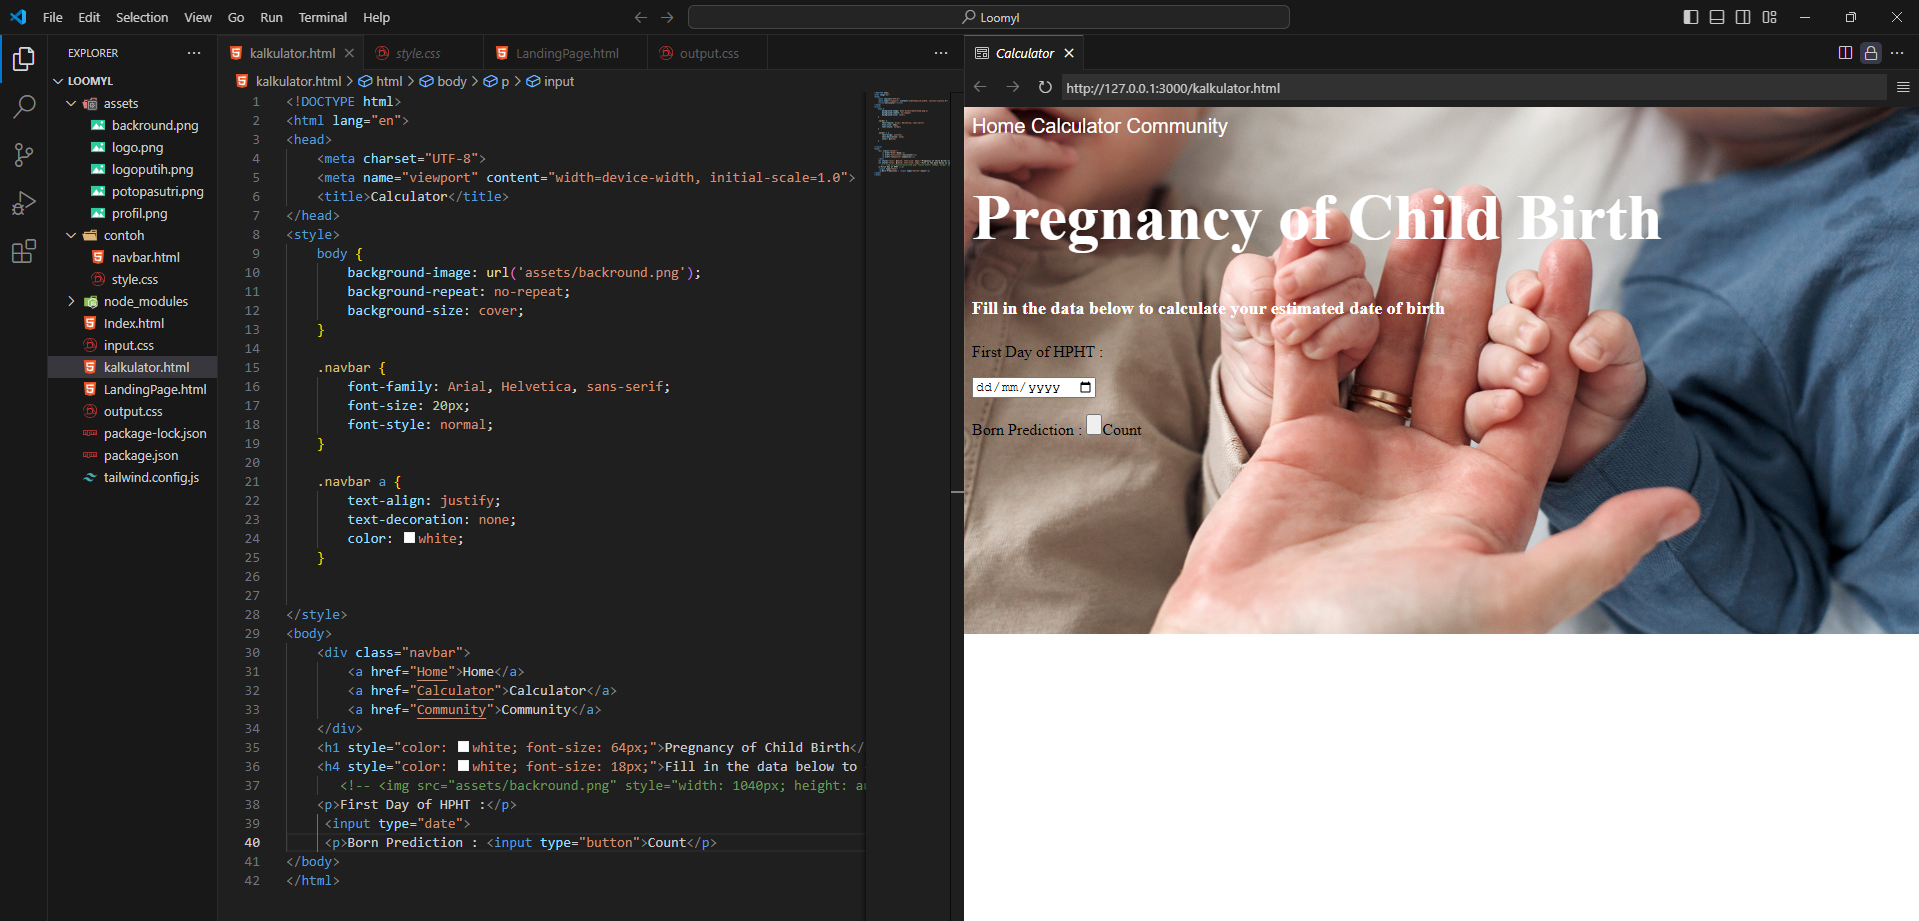 File Edit Selection View Go Run Terminal Help
Loomyl
EXPLORER
LOOMYL
assets
backround.png
logo.png
logoputih.png
potopasutri.png
profil.png
contoh
navbar.html
style.css
node_modules
Index.html
input.css
kalkulator.html
LandingPage.html
output.css
package-lock.json
package.json
tailwind.config.js
kalkulator.html style.css LandingPage.html output.css
kalkulator.html > html > body > p > input
1 <!DOCTYPE html>
2 <html lang="en">
3 <head>
4 <meta charset="UTF-8">
5 <meta name="viewport" content="width=device-width, initial-scale=1.0">
6 <title>Calculator</title>
7 </head>
8 <style>
9 body {
10 background-image: url('assets/backround.png');
11 background-repeat: no-repeat;
12 background-size: cover;
13 }
14
15 .navbar {
16 font-family: Arial, Helvetica, sans-serif;
17 font-size: 20px;
18 font-style: normal;
19 }
20
21 .navbar a {
22 text-align: justify;
23 text-decoration: none;
24 color: white;
25 }
26
27
28 </style>
29 <body>
30 <div class="navbar">
31 <a href="Home">Home</a>
32 <a href="Calculator">Calculator</a>
33 <a href="Community">Community</a>
34 </div>
35 <h1 style="color: white; font-size: 64px;">Pregnancy of Child Birth</
36 <h4 style="color: white; font-size: 18px;">Fill in the data below to
37 <!-- <img src="assets/backround.png" style="width: 1040px; height: au
38 <p>First Day of HPHT :</p>
39 <input type="date">
40 <p>Born Prediction : <input type="button">Count</p>
41 </body>
42 </html>
Calculator
http://127.0.0.1:3000/kalkulator.html
Home Calculator Community
Pregnancy of Child Birth
Fill in the data below to calculate your estimated date of birth
First Day of HPHT :
dd/mm/yyyy
Born Prediction : Count